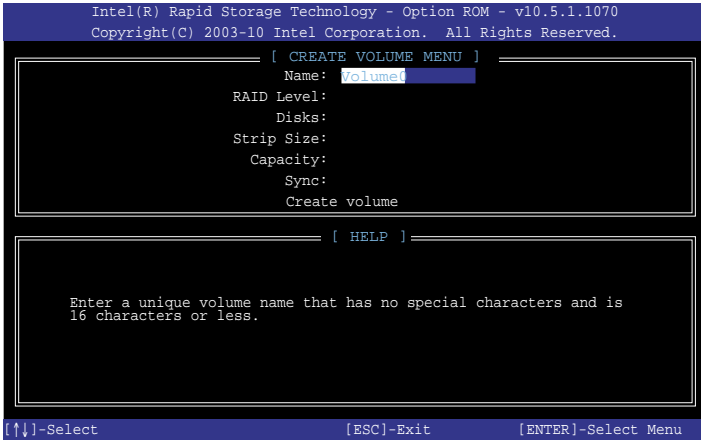 Intel(R) Rapid Storage Technology - Option ROM - v10.5.1.1070
Copyright(C) 2003-10 Intel Corporation. All Rights Reserved.
[ CREATE VOLUME MENU ]
Name: Volume0
RAID Level:
Disks:
Strip Size:
Capacity:
Sync:
Create volume
[ HELP ]
Enter a unique volume name that has no special characters and is
16 characters or less.
[↑↓]-Select [ESC]-Exit [ENTER]-Select Menu